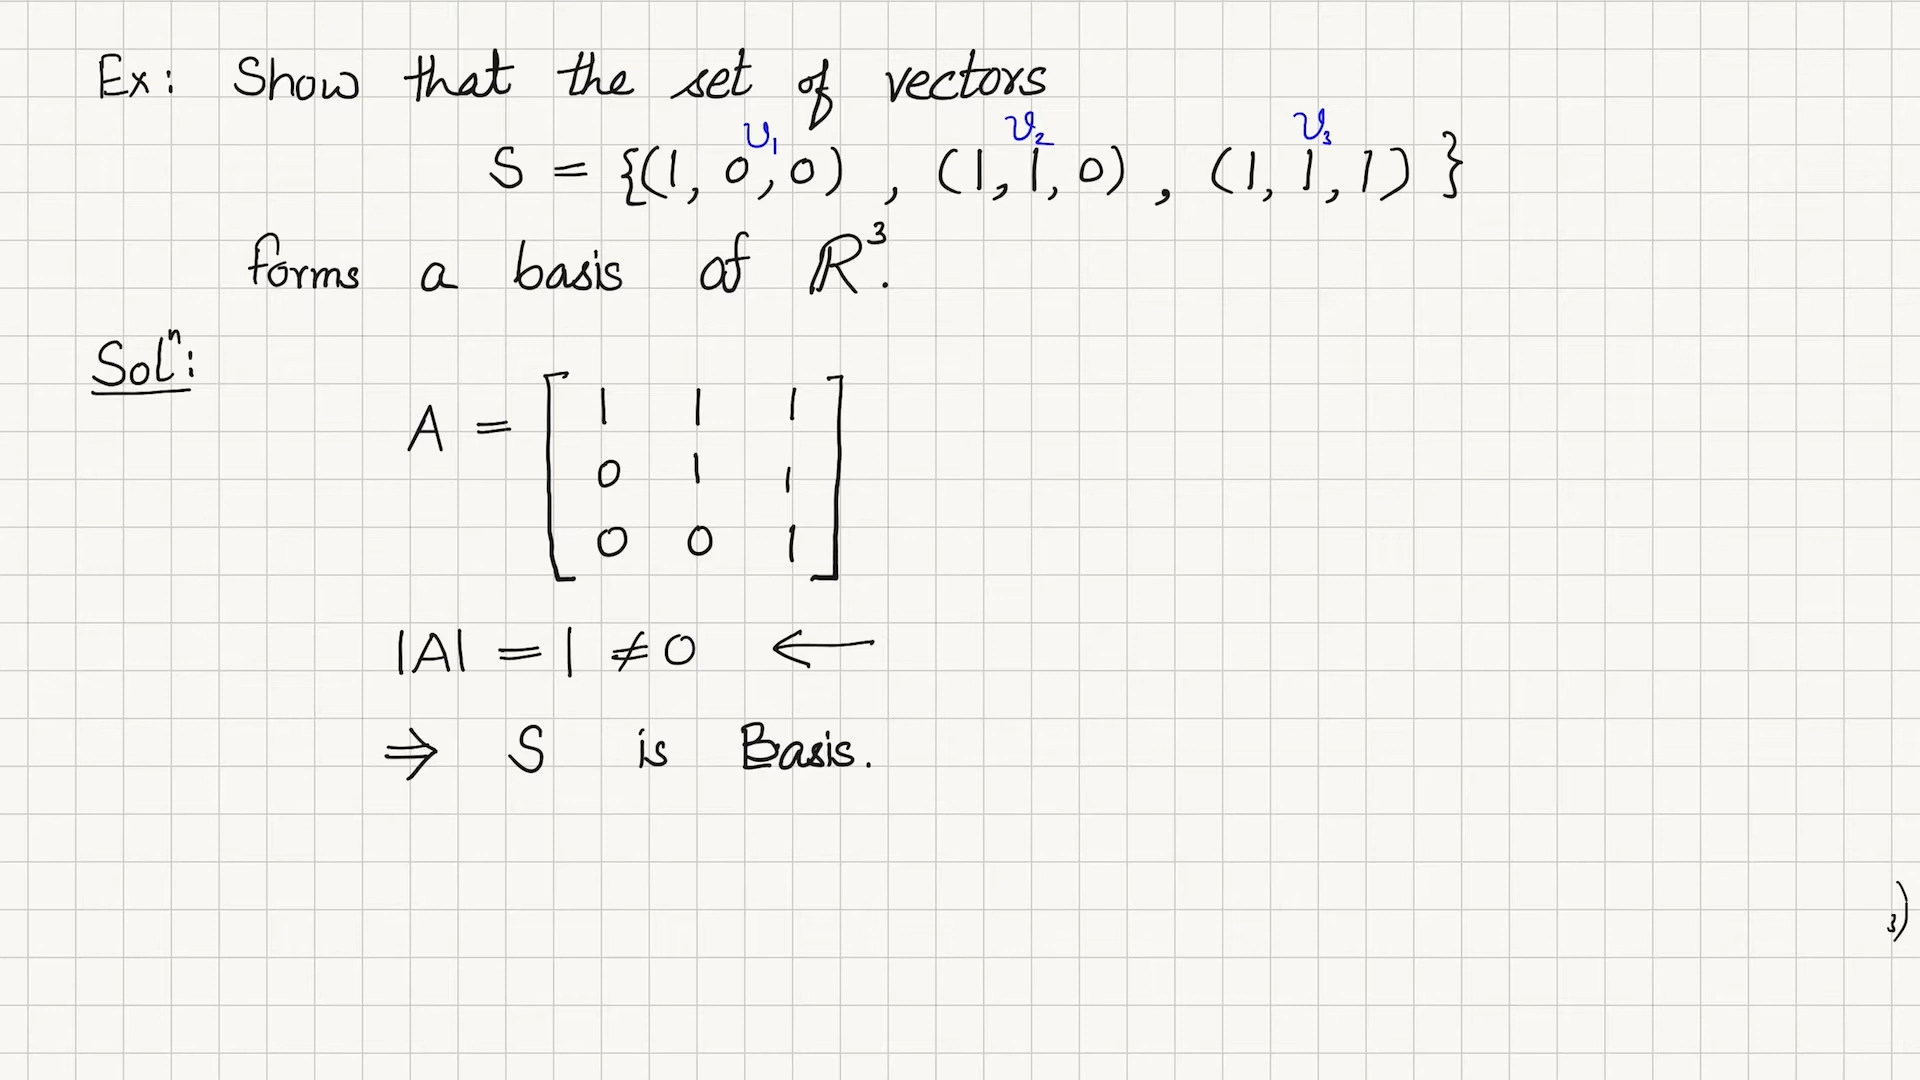 Ex: Show that the set of vectors
v₁ v₂ v₃
S = {(1, 0, 0) , (1, 1, 0) , (1, 1, 1) }
forms a basis of ℝ³.
Solⁿ:
A = [ 1 1 1
0 1 1
0 0 1 ]
|A| = 1 ≠ 0 ←
⇒ S is Basis.
₃)